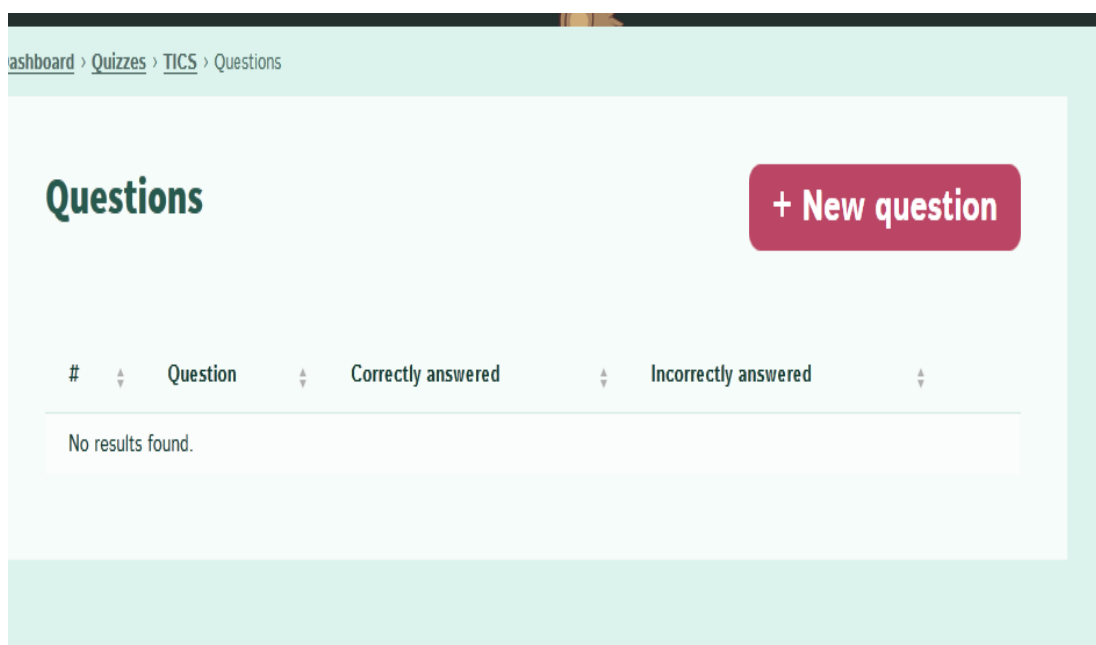 ashboard › Quizzes › TICS › Questions
Questions
+ New question
# Question Correctly answered Incorrectly answered
No results found.